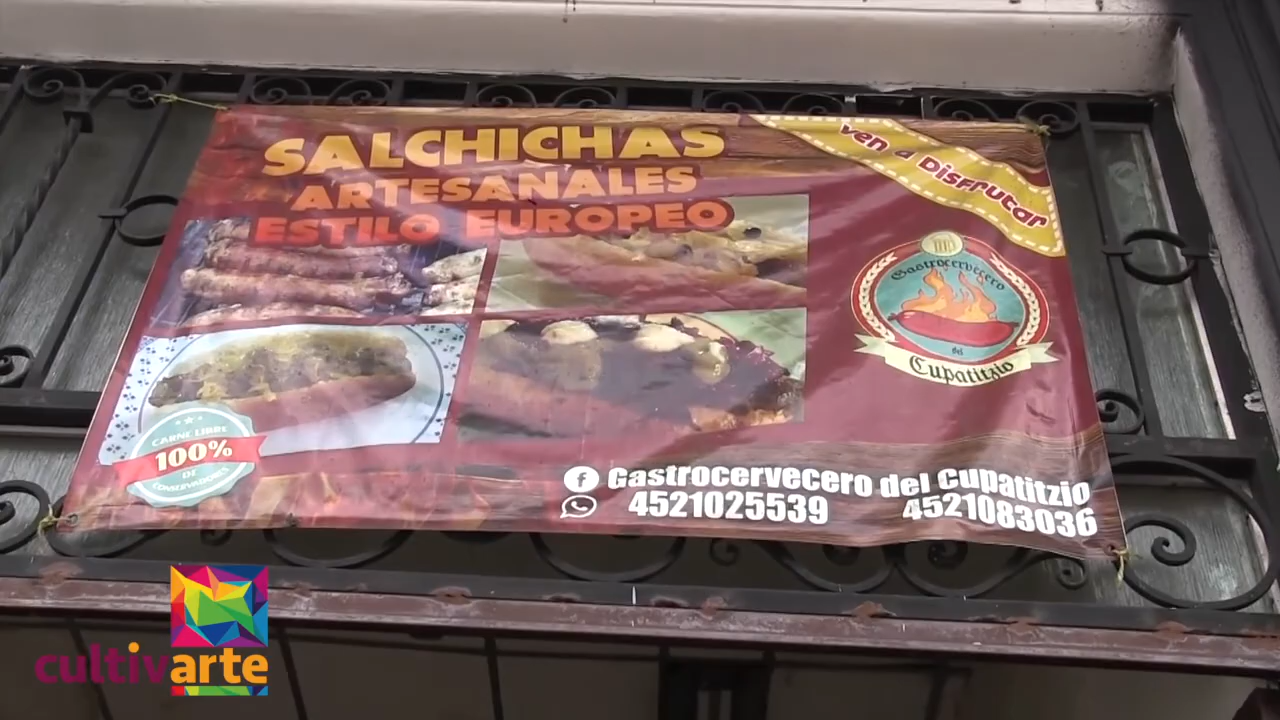 SALCHICHAS
ARTESANALES
ESTILO EUROPEO
ven a Disfrutar
Gastrocervecero
del
Cupatitzio
CARNE LIBRE
100%
DE
CONSERVADORES
Gastrocervecero del Cupatitzio
4521025539 4521083036
cultivarte